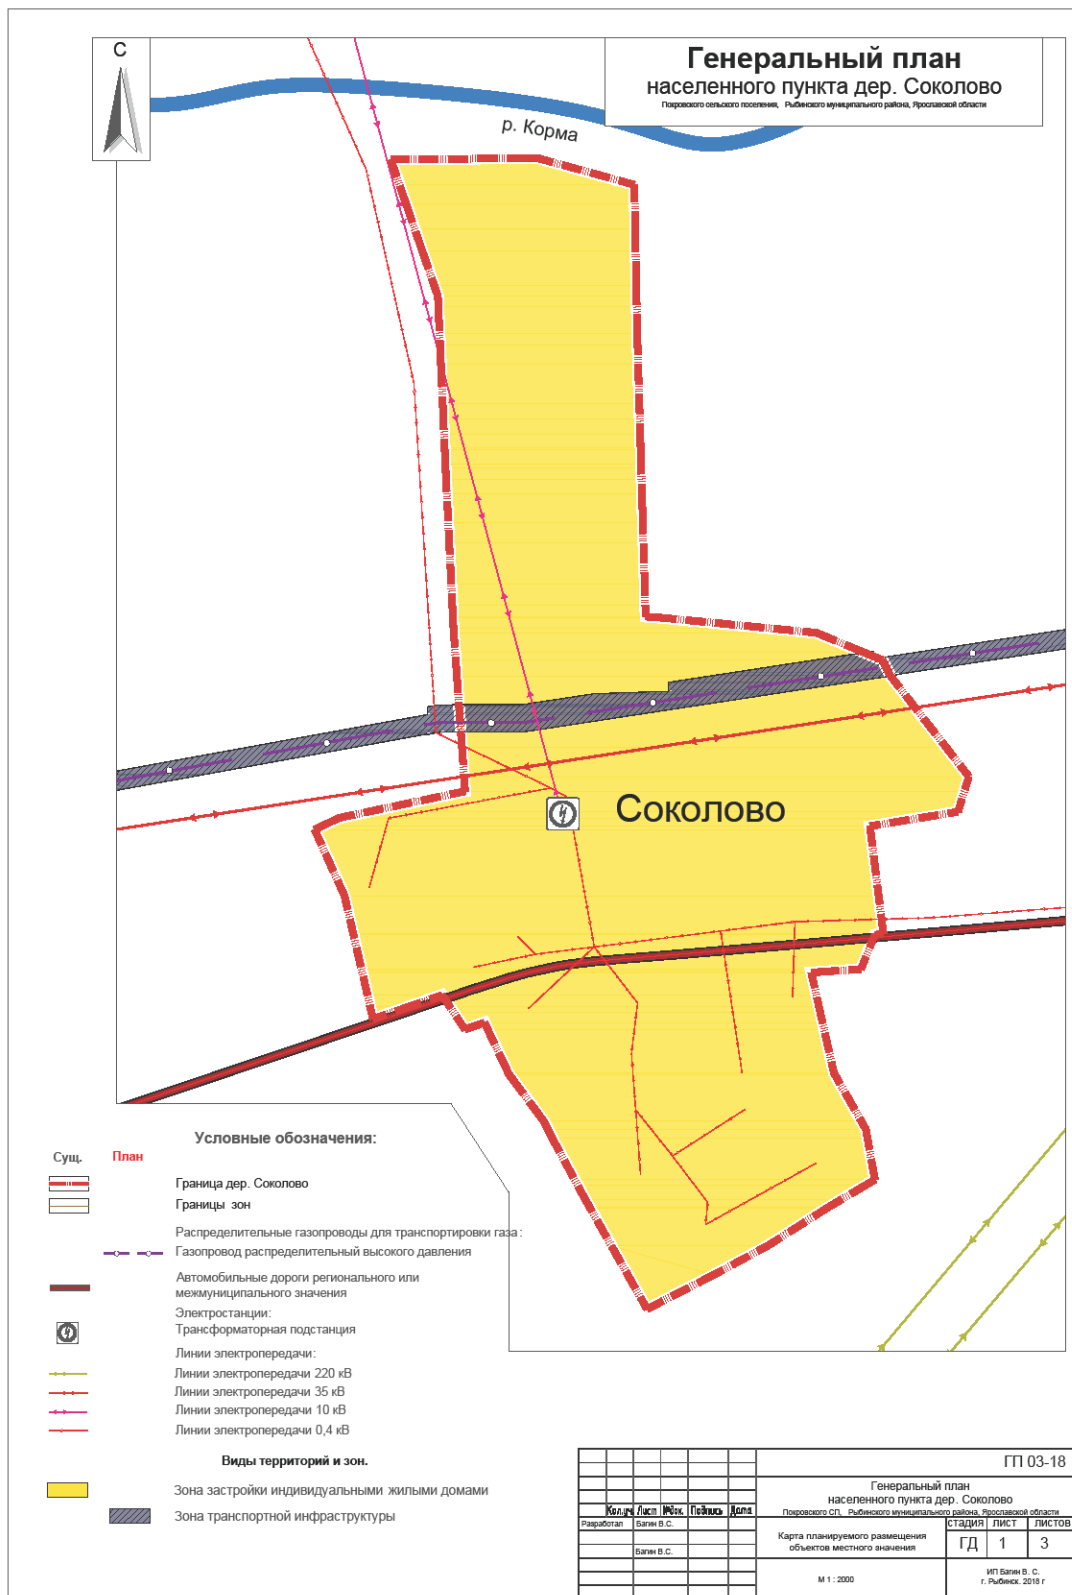 С
Генеральный план
населенного пункта дер. Соколово
Покровского сельского поселения, Рыбинского муниципального района, Ярославской области
р. Корма
Соколово
Условные обозначения:
Сущ. План
Граница дер. Соколово
Границы зон
Распределительные газопроводы для транспортировки газа:
Газопровод распределительный высокого давления
Автомобильные дороги регионального или
межмуниципального значения
Электростанции:
Трансформаторная подстанция
Линии электропередачи:
Линии электропередачи 220 кВ
Линии электропередачи 35 кВ
Линии электропередачи 10 кВ
Линии электропередачи 0,4 кВ
Виды территорий и зон.
Зона застройки индивидуальными жилыми домами
Зона транспортной инфраструктуры
ГП 03-18
Генеральный план
населенного пункта дер. Соколово
Покровского СП, Рыбинского муниципального района, Ярославской области
Кол.уч Лист №док. Подпись Дата
Разработал Багин В.С.
Багин В.С.
Карта планируемого размещения
объектов местного значения
стадия лист листов
ГД 1 3
М 1 : 2000
ИП Багин В. С.
г. Рыбинск. 2018 г